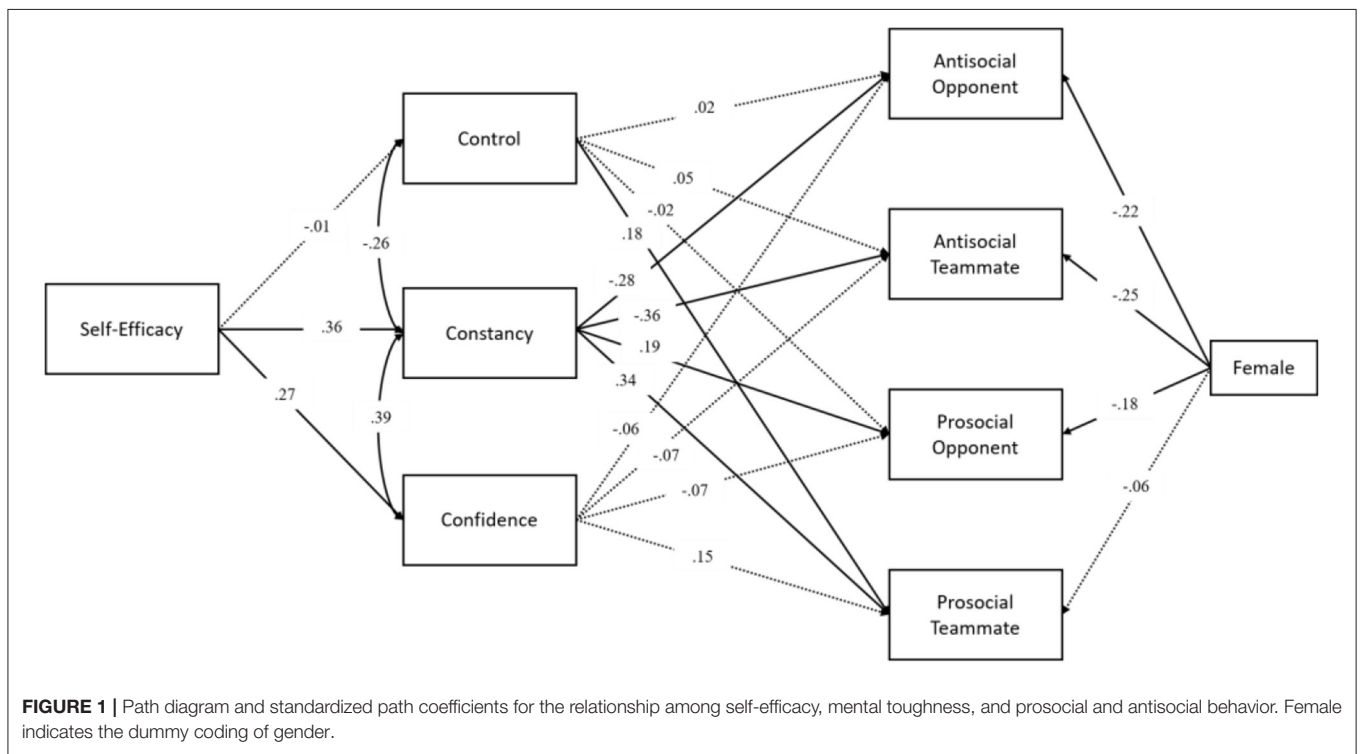 Antisocial
Opponent
Control
.02
.05
-.02
.18
-.01
-.26
-.22
Antisocial
Teammate
-.28
-.25
-.36
Self-Efficacy
.36
Constancy
.19
.34
Female
.27
.39
-.06
-.07
-.07
Prosocial
Opponent
-.18
Confidence
-.06
.15
Prosocial
Teammate
FIGURE 1 | Path diagram and standardized path coefficients for the relationship among self-efficacy, mental toughness, and prosocial and antisocial behavior. Female
indicates the dummy coding of gender.